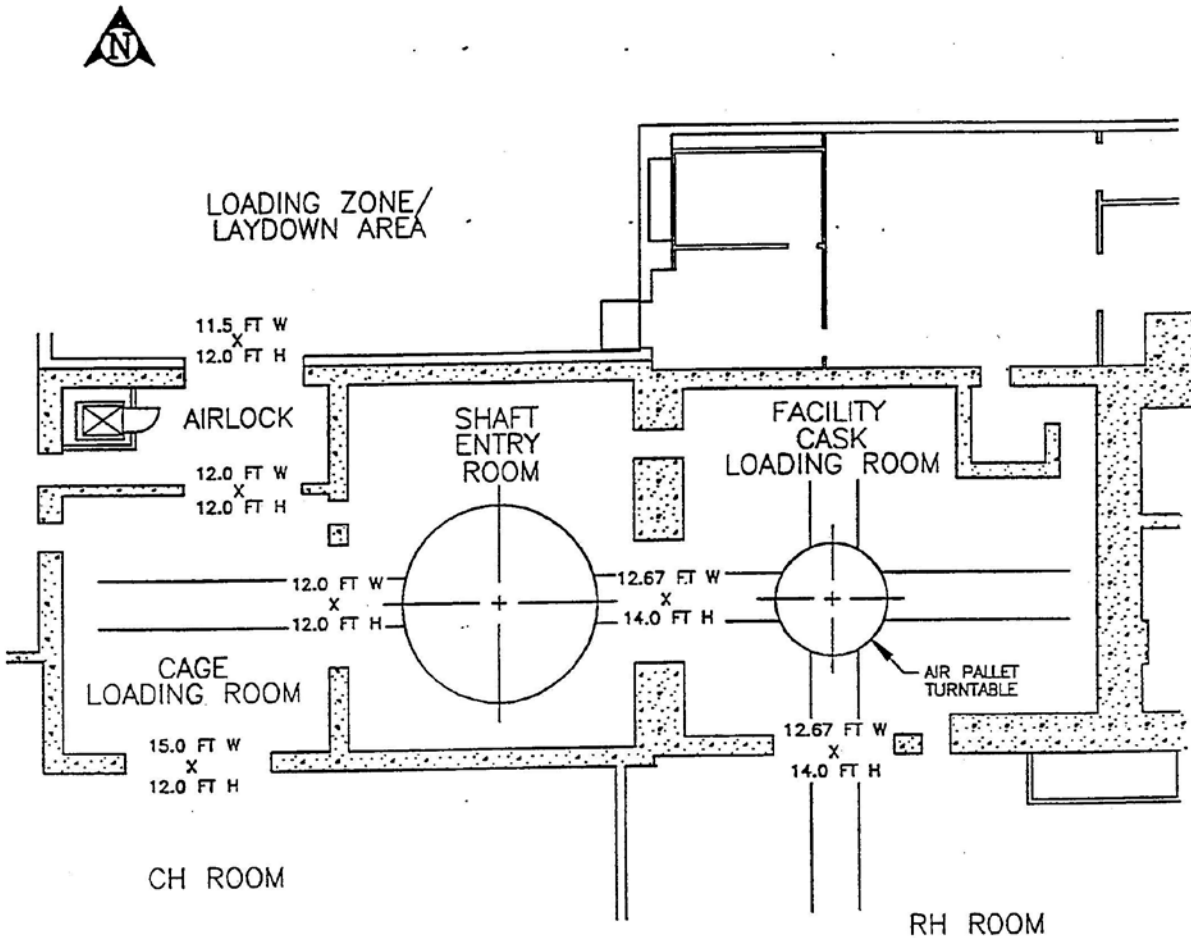 N
LOADING ZONE/
LAYDOWN AREA
11.5 FT W
X
12.0 FT H
AIRLOCK
12.0 FT W
X
12.0 FT H
SHAFT
ENTRY
ROOM
FACILITY
CASK
LOADING ROOM
12.0 FT W
X
12.0 FT H
12.67 FT W
X
14.0 FT H
CAGE
LOADING ROOM
AIR PALLET
TURNTABLE
15.0 FT W
X
12.0 FT H
12.67 FT W
X
14.0 FT H
CH ROOM
RH ROOM